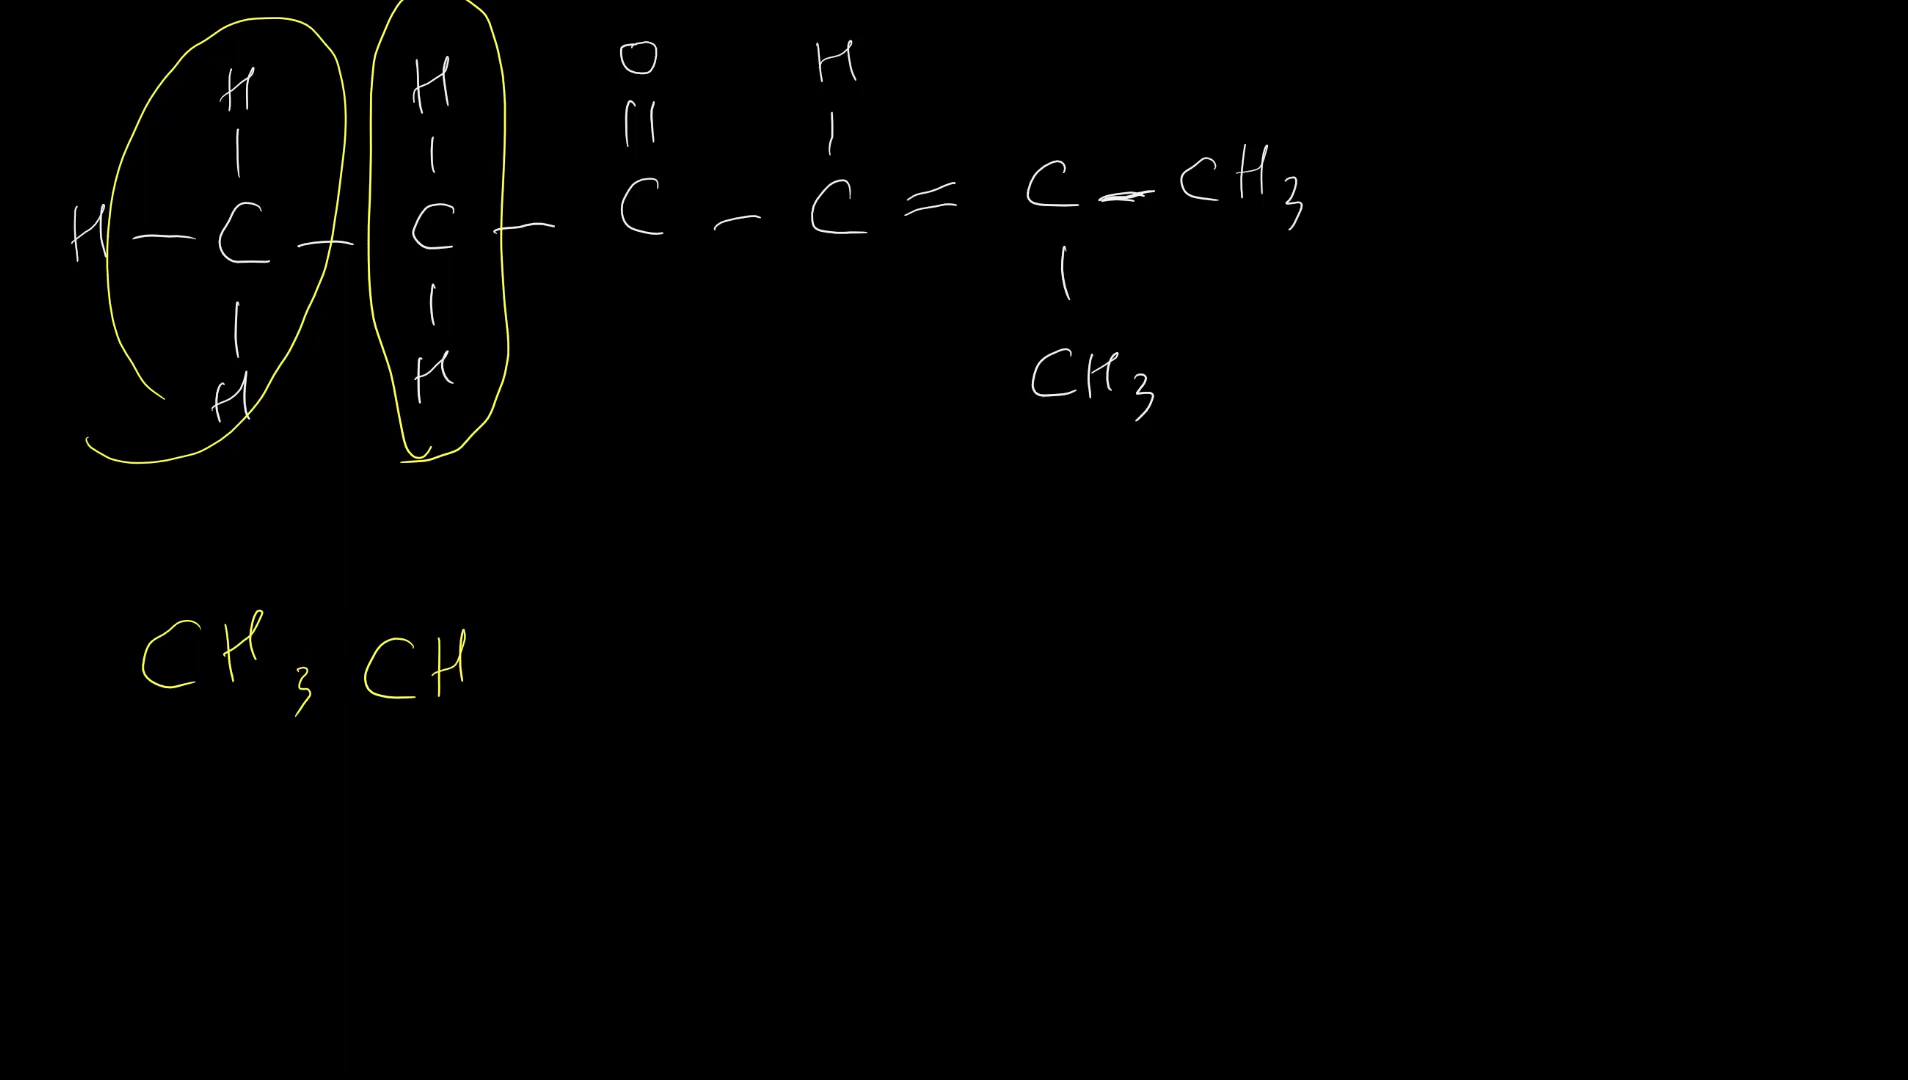 H H O H
| | || |
H — C — C — C — C = C — CH3
| | |
H H CH3
CH3 CH